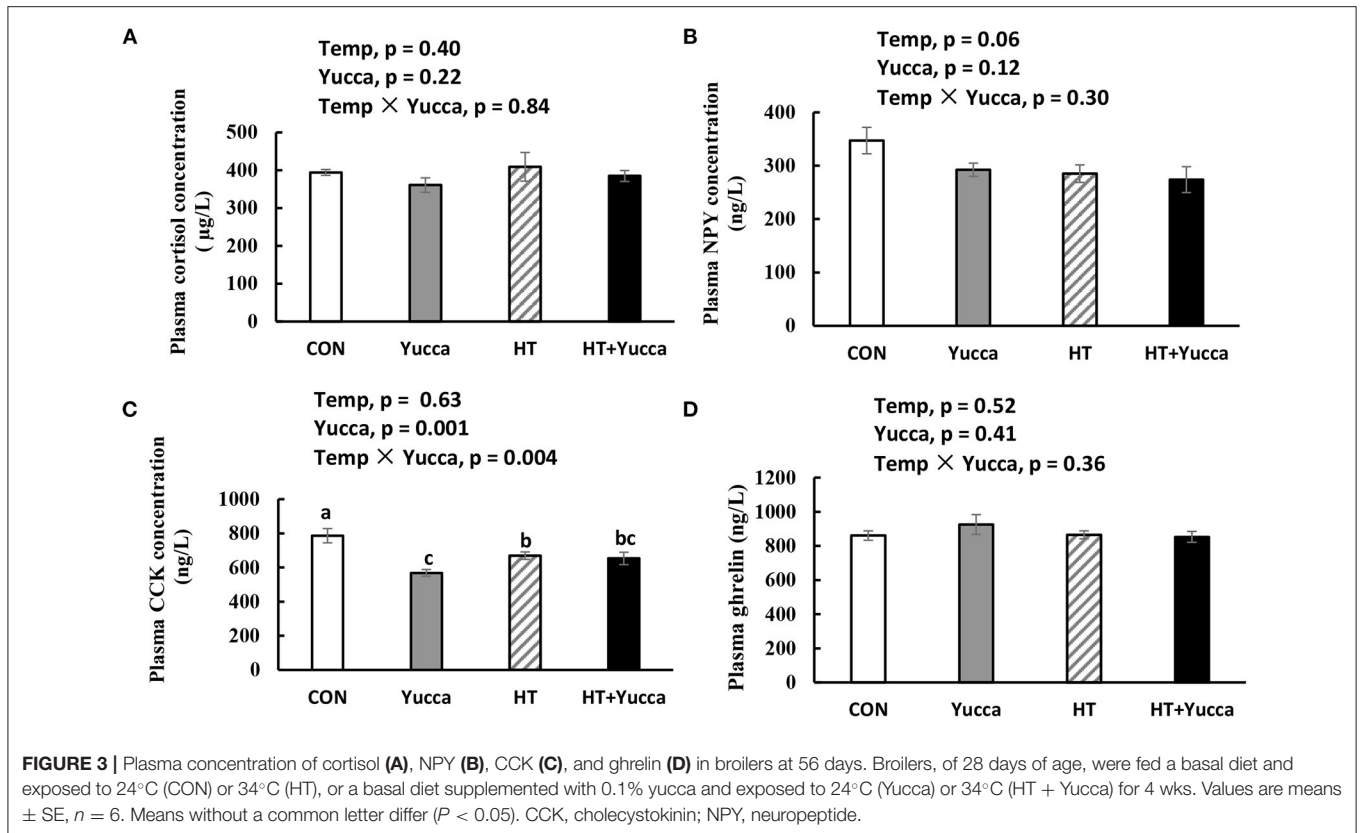 A
Temp, p = 0.40
Yucca, p = 0.22
Temp × Yucca, p = 0.84
Plasma cortisol concentration
( µg/L)
500
400
300
200
100
0
CON Yucca HT HT+Yucca
B
Temp, p = 0.06
Yucca, p = 0.12
Temp × Yucca, p = 0.30
Plasma NPY concentration
(ng/L)
400
300
200
100
0
CON Yucca HT HT+Yucca
C
Temp, p = 0.63
Yucca, p = 0.001
Temp × Yucca, p = 0.004
Plasma CCK concentration
(ng/L)
1000
800
600
400
200
0
a
c
b
bc
CON Yucca HT HT+Yucca
D
Temp, p = 0.52
Yucca, p = 0.41
Temp × Yucca, p = 0.36
Plasma ghrelin (ng/L)
1200
1000
800
600
400
200
0
CON Yucca HT HT+Yucca
FIGURE 3 | Plasma concentration of cortisol (A), NPY (B), CCK (C), and ghrelin (D) in broilers at 56 days. Broilers, of 28 days of age, were fed a basal diet and
exposed to 24°C (CON) or 34°C (HT), or a basal diet supplemented with 0.1% yucca and exposed to 24°C (Yucca) or 34°C (HT + Yucca) for 4 wks. Values are means
± SE, n = 6. Means without a common letter differ (P < 0.05). CCK, cholecystokinin; NPY, neuropeptide.